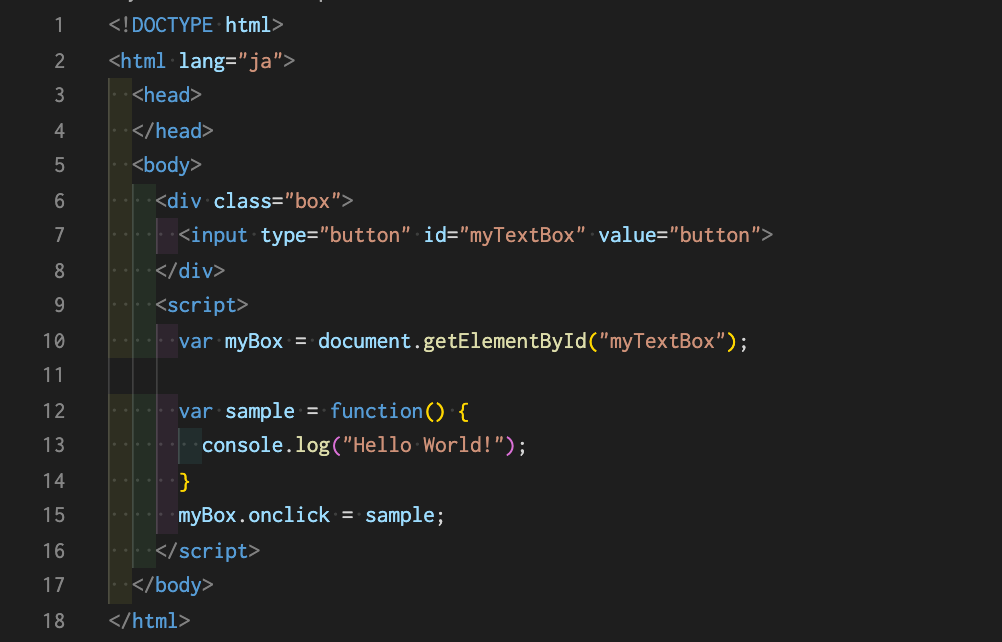 1 <!DOCTYPE html>
2 <html lang="ja">
3   <head>
4   </head>
5   <body>
6     <div class="box">
7       <input type="button" id="myTextBox" value="button">
8     </div>
9     <script>
10       var myBox = document.getElementById("myTextBox");
11
12       var sample = function() {
13         console.log("Hello World!");
14       }
15       myBox.onclick = sample;
16     </script>
17   </body>
18 </html>